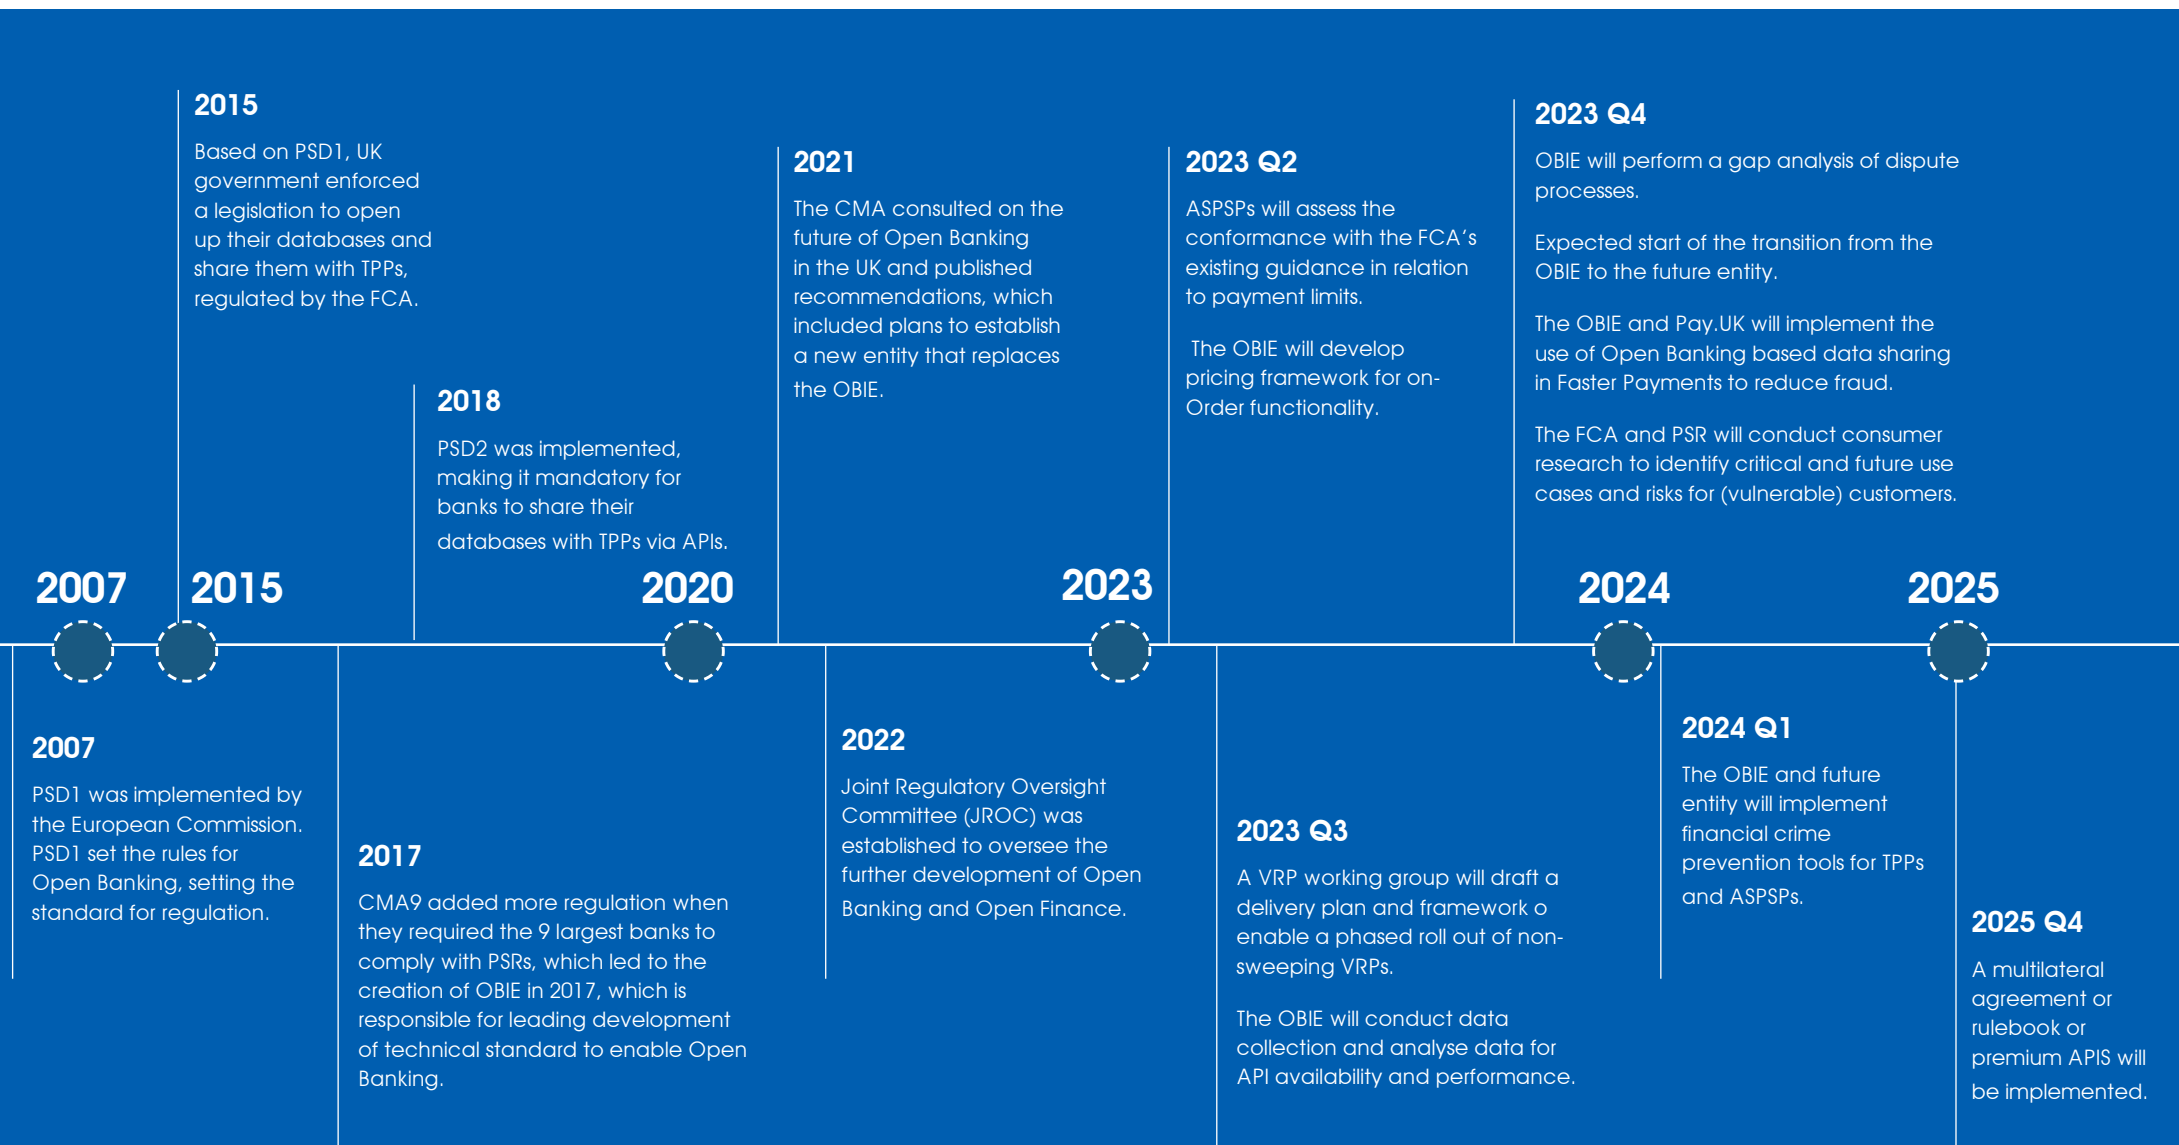 2015
Based on PSD1, UK
government enforced
a legislation to open
up their databases and
share them with TPPs,
regulated by the FCA.
2018
PSD2 was implemented,
making it mandatory for
banks to share their
databases with TPPs via APIs.
2021
The CMA consulted on the
future of Open Banking
in the UK and published
recommendations, which
included plans to establish
a new entity that replaces
the OBIE.
2023 Q2
ASPSPs will assess the
conformance with the FCA's
existing guidance in relation
to payment limits.
The OBIE will develop
pricing framework for on-
Order functionality.
2023 Q4
OBIE will perform a gap analysis of dispute
processes.
Expected start of the transition from the
OBIE to the future entity.
The OBIE and Pay.UK will implement the
use of Open Banking based data sharing
in Faster Payments to reduce fraud.
The FCA and PSR will conduct consumer
research to identify critical and future use
cases and risks for (vulnerable) customers.
2007
2015
2020
2023
2024
2025
2007
PSD1 was implemented by
the European Commission.
PSD1 set the rules for
Open Banking, setting the
standard for regulation.
2017
CMA9 added more regulation when
they required the 9 largest banks to
comply with PSRs, which led to the
creation of OBIE in 2017, which is
responsible for leading development
of technical standard to enable Open
Banking.
2022
Joint Regulatory Oversight
Committee (JROC) was
established to oversee the
further development of Open
Banking and Open Finance.
2023 Q3
A VRP working group will draft a
delivery plan and framework o
enable a phased roll out of non-
sweeping VRPs.
The OBIE will conduct data
collection and analyse data for
API availability and performance.
2024 Q1
The OBIE and future
entity will implement
financial crime
prevention tools for TPPs
and ASPSPs.
2025 Q4
A multilateral
agreement or
rulebook or
premium APIS will
be implemented.